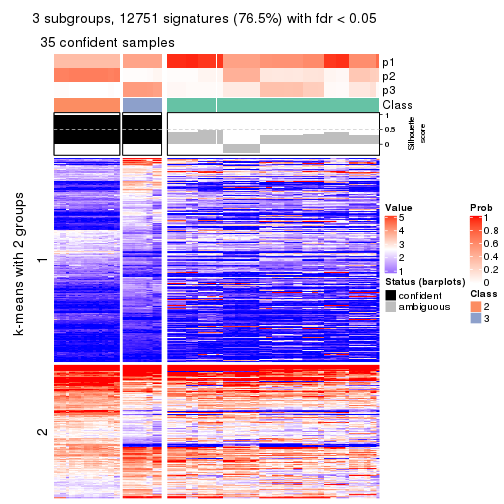 3 subgroups, 12751 signatures (76.5%) with fdr < 0.05
35 confident samples
p1
p2
p3
Class
1
0.5
0
Silhouette
score
k-means with 2 groups
1
2
Value
5
4
3
2
1
Status (barplots)
confident
ambiguous
Prob
1
0.8
0.6
0.4
0.2
0
Class
2
3